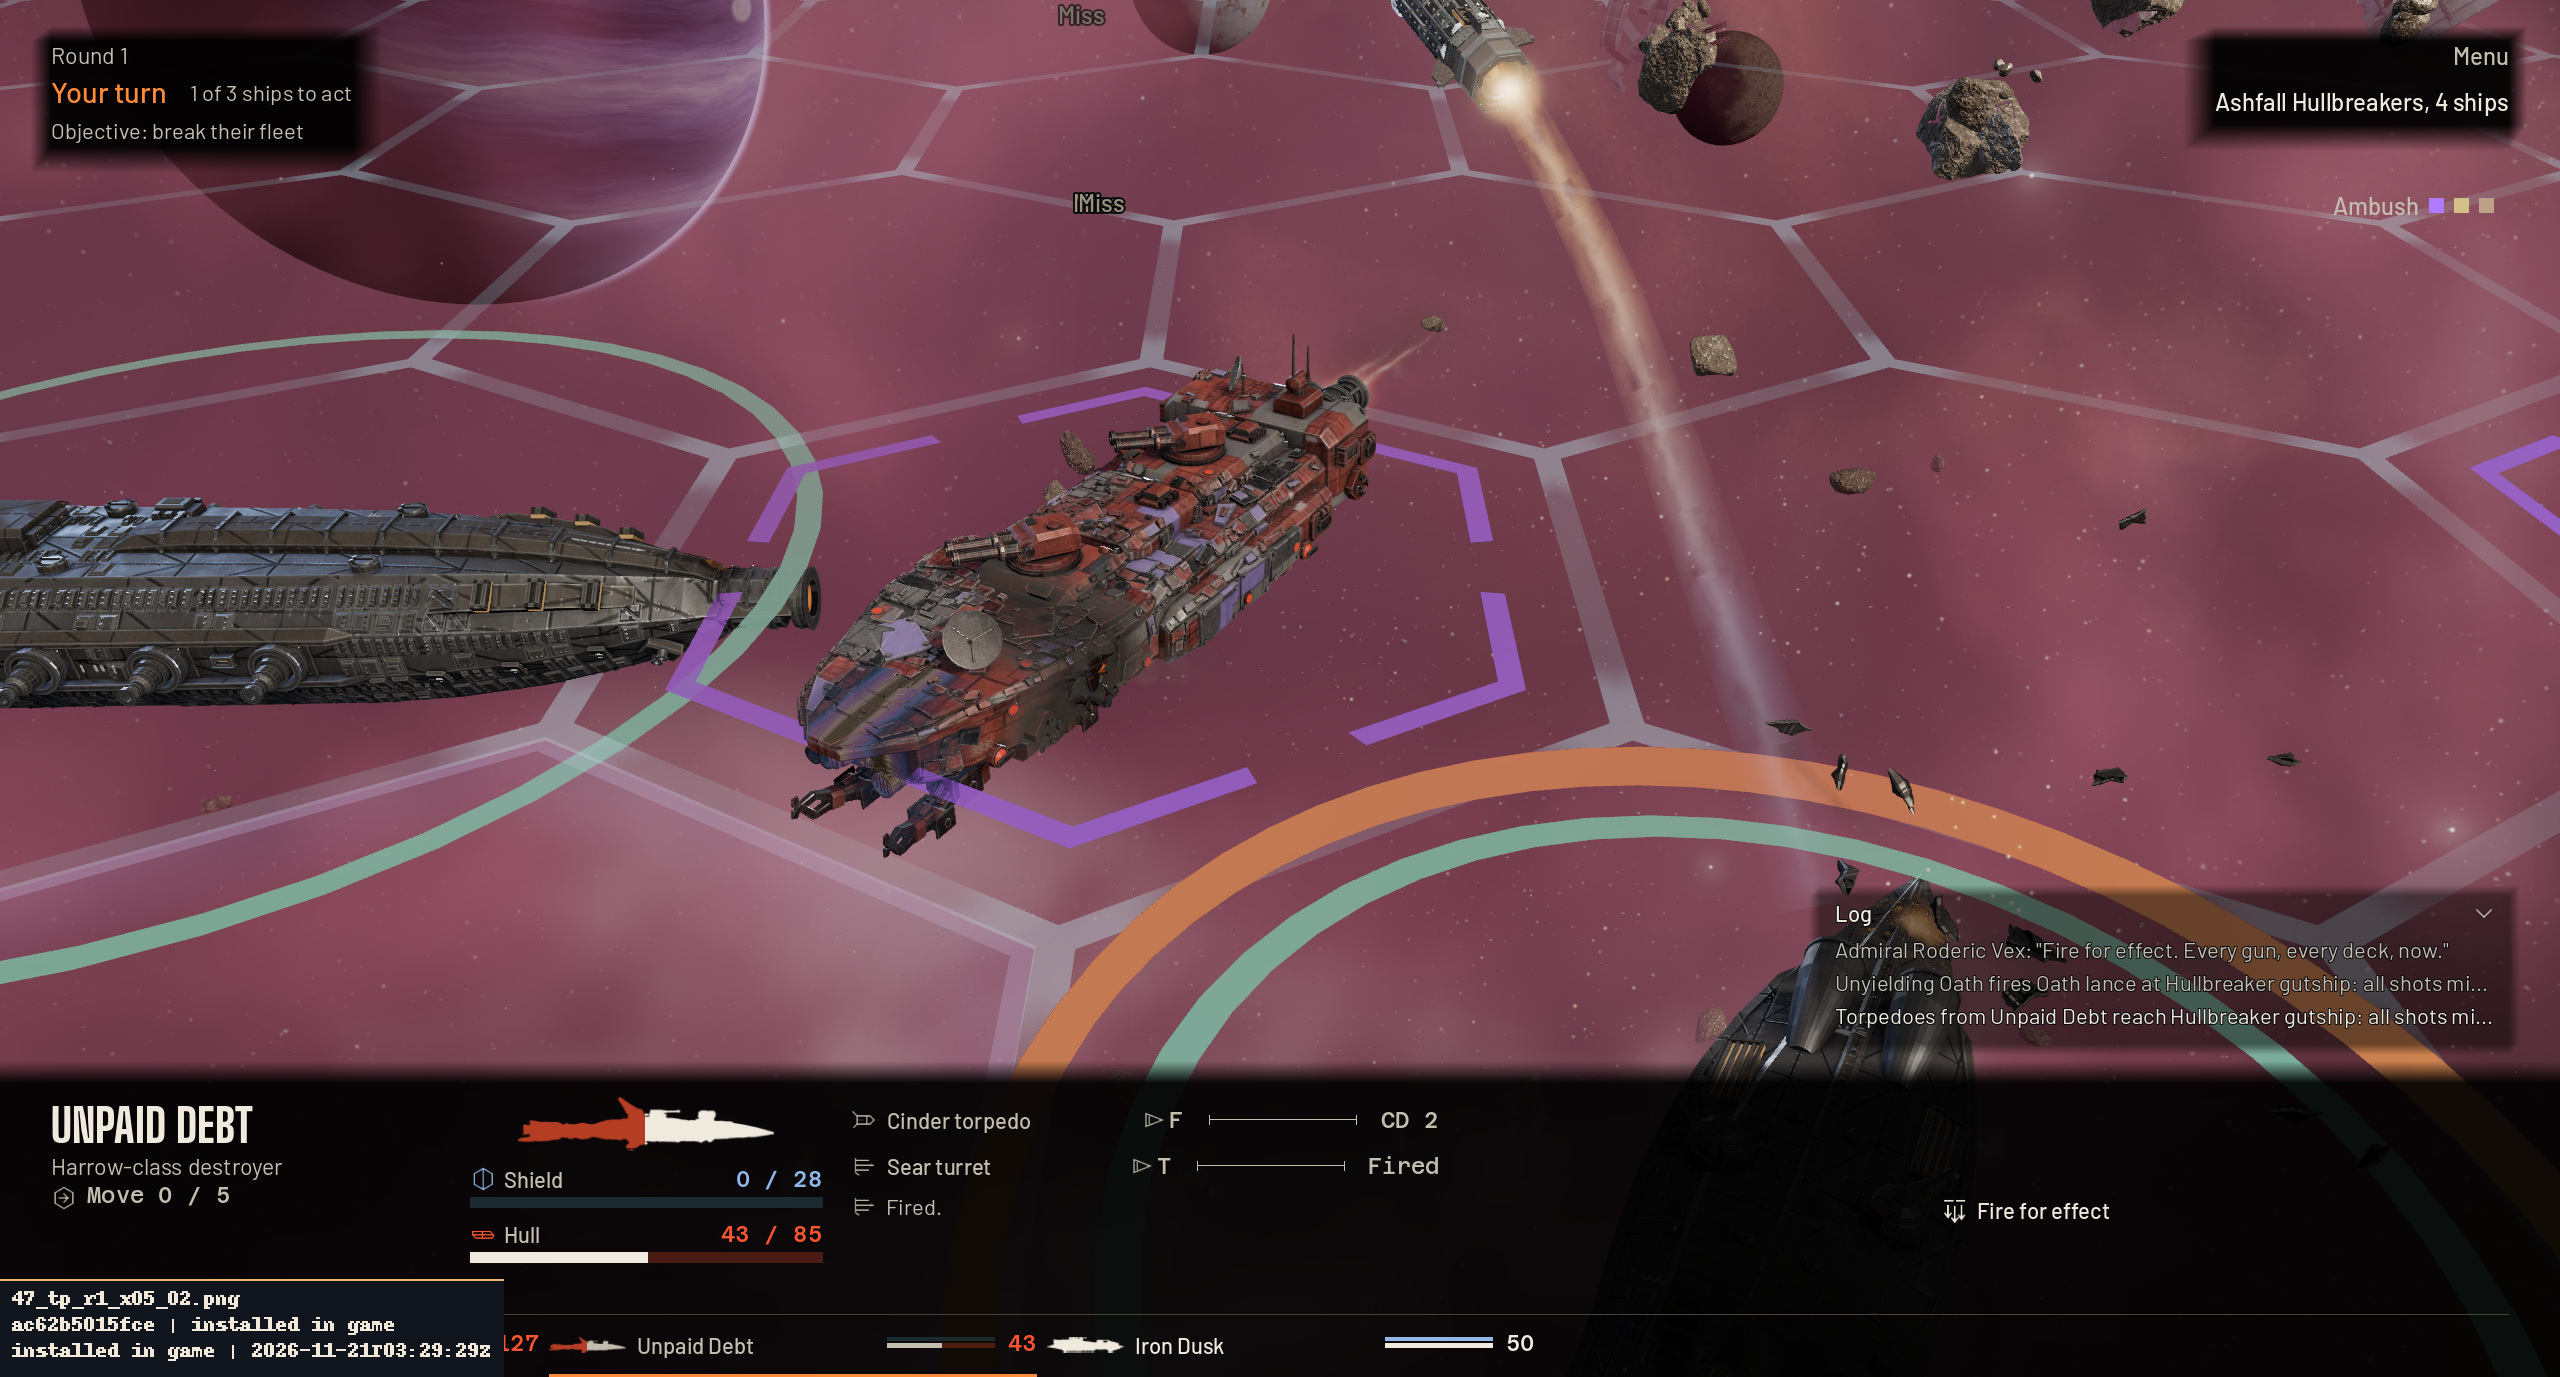 Miss
Round 1
Your turn 1 of 3 ships to act
Objective: break their fleet
Menu
Ashfall Hullbreakers, 4 ships
Miss
Ambush
Log
Admiral Roderic Vex: "Fire for effect. Every gun, every deck, now."
Unyielding Oath fires Oath lance at Hullbreaker gutship: all shots mi...
Torpedoes from Unpaid Debt reach Hullbreaker gutship: all shots mi...
UNPAID DEBT
Harrow-class destroyer
Move 0 / 5
Shield 0 / 28
Hull 43 / 85
Cinder torpedo F CD 2
Sear turret T Fired
Fired.
Fire for effect
47_tp_r1_x05_02.png
ac62b5015fce | installed in game
installed in game | 2026-11-21T03:29:29Z
127 Unpaid Debt 43 Iron Dusk 50